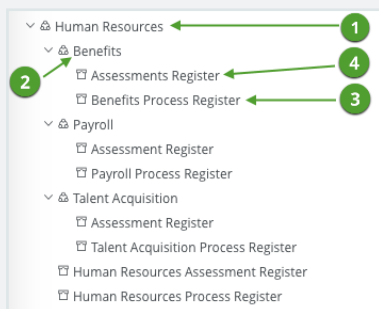 Human Resources 1
Benefits
2
Assessments Register 4
Benefits Process Register 3
Payroll
Assessment Register
Payroll Process Register
Talent Acquisition
Assessment Register
Talent Acquisition Process Register
Human Resources Assessment Register
Human Resources Process Register